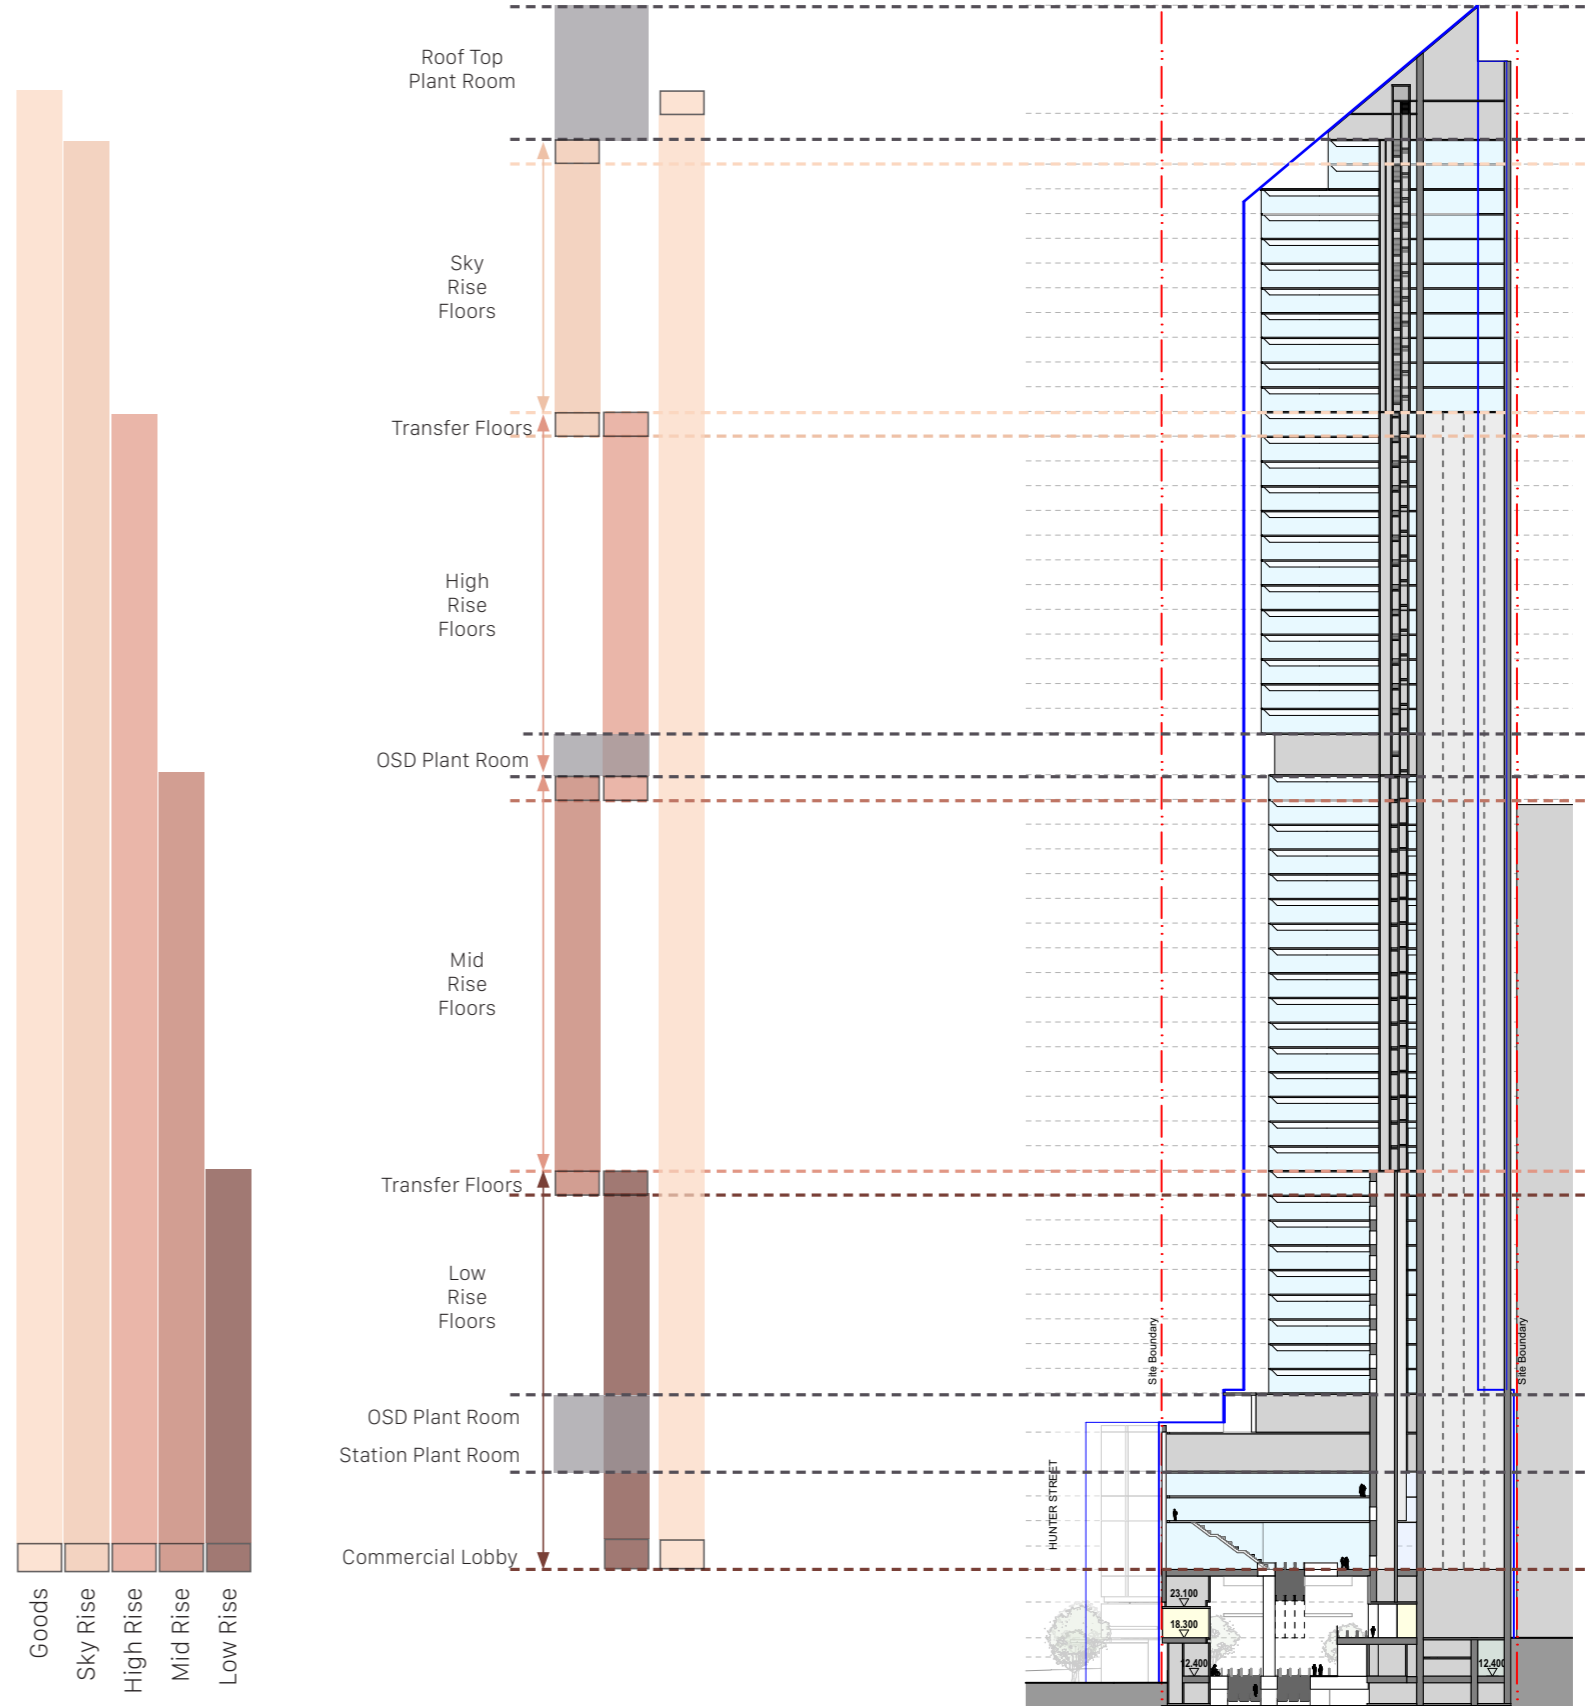 Roof Top
Plant Room
Sky
Rise
Floors
Transfer Floors
High
Rise
Floors
OSD Plant Room
Mid
Rise
Floors
Transfer Floors
Low
Rise
Floors
OSD Plant Room
Station Plant Room
Commercial Lobby
Goods
Sky Rise
High Rise
Mid Rise
Low Rise
Site Boundary
Site Boundary
HUNTER STREET
23.100
18.300
12.400
12.400